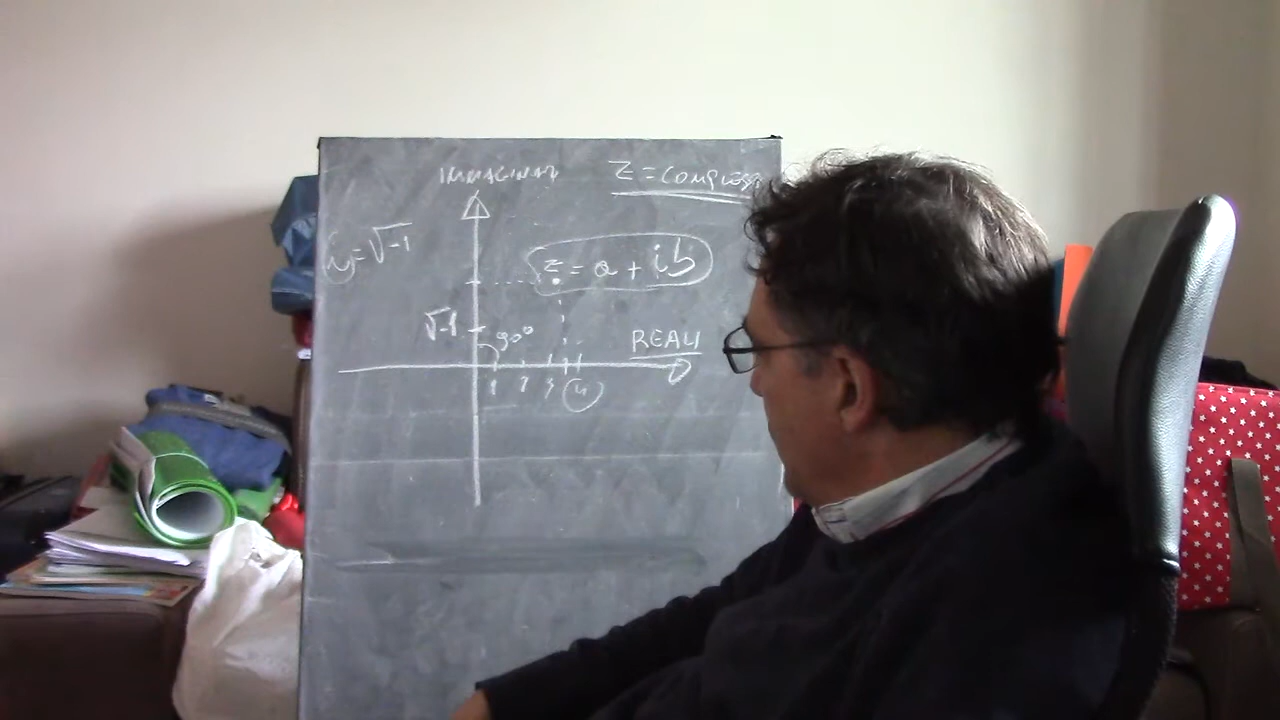 IMMAGINARI
Z = COMPLESSI
i = √-1
z = a + ib
√-1
90°
REALI
1 2 3 4